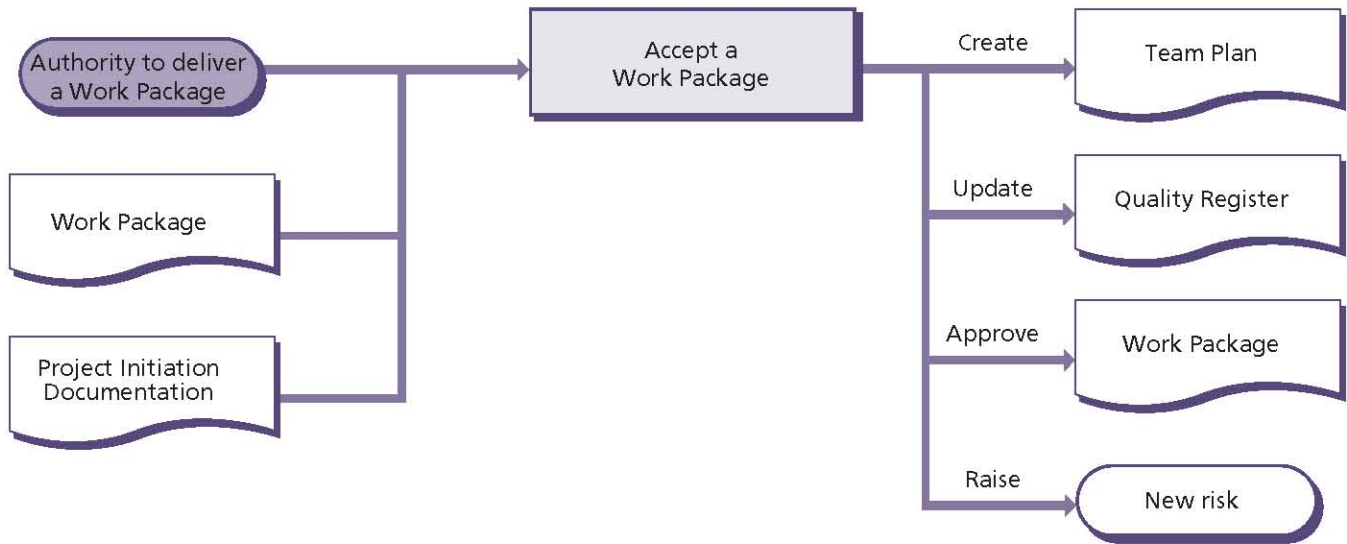 Authority to deliver
a Work Package
Work Package
Project Initiation
Documentation
Accept a
Work Package
Create
Team Plan
Update
Quality Register
Approve
Work Package
Raise
New risk